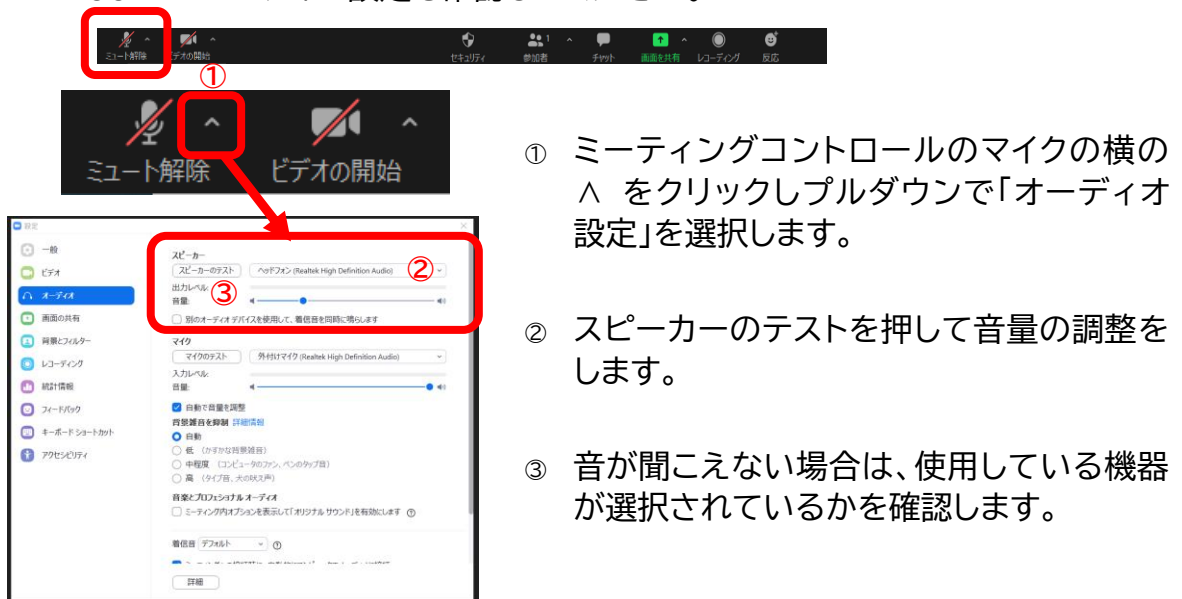 ミュート解除 ビデオの開始 セキュリティ 参加者 1 チャット 画面を共有 レコーディング 反応
①
ミュート解除 ビデオの開始
① ミーティングコントロールのマイクの横の
∧ をクリックしプルダウンで「オーディオ
設定」を選択します。
② スピーカーのテストを押して音量の調整を
します。
③ 音が聞こえない場合は、使用している機器
が選択されているかを確認します。
設定
一般
ビデオ
オーディオ
画面の共有
背景とフィルター
レコーディング
統計情報
フィードバック
キーボード ショートカット
アクセシビリティ
スピーカー
スピーカーのテスト ヘッドフォン (Realtek High Definition Audio) ②
出力レベル:
③
音量:
別のオーディオ デバイスを使用して、着信音を同時に鳴らします
マイク
マイクのテスト 外付けマイク (Realtek High Definition Audio)
入力レベル:
音量:
自動で音量を調整
背景雑音を抑制 詳細情報
自動
低 (かすかな背景雑音)
中程度 (コンピュータのファン、ペンのタップ音)
高 (タイプ音、犬の吠え声)
音楽とプロフェショナル オーディオ
ミーティング内オプションを表示して「オリジナル サウンド」を有効にします
着信音 デフォルト
詳細